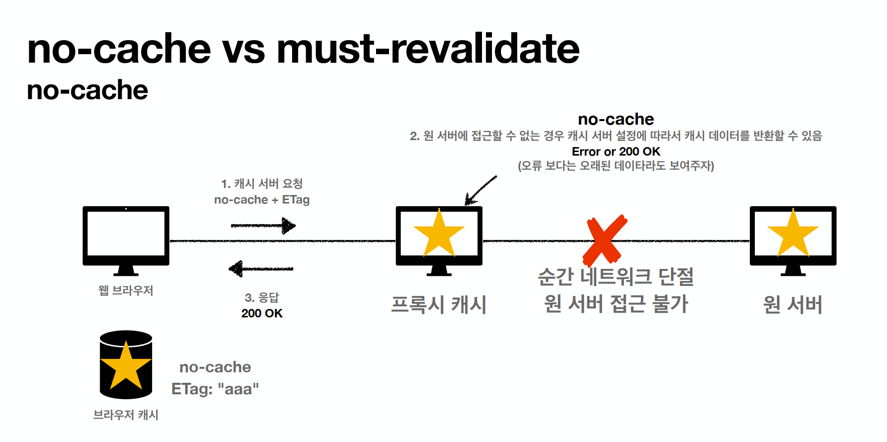 no-cache vs must-revalidate
no-cache
no-cache
2. 원 서버에 접근할 수 없는 경우 캐시 서버 설정에 따라서 캐시 데이터를 반환할 수 있음
Error or 200 OK
(오류 보다는 오래된 데이타라도 보여주자)
1. 캐시 서버 요청
no-cache + ETag
웹 브라우저
3. 응답
200 OK
프록시 캐시
순간 네트워크 단절
원 서버 접근 불가
원 서버
no-cache
ETag: "aaa"
브라우저 캐시